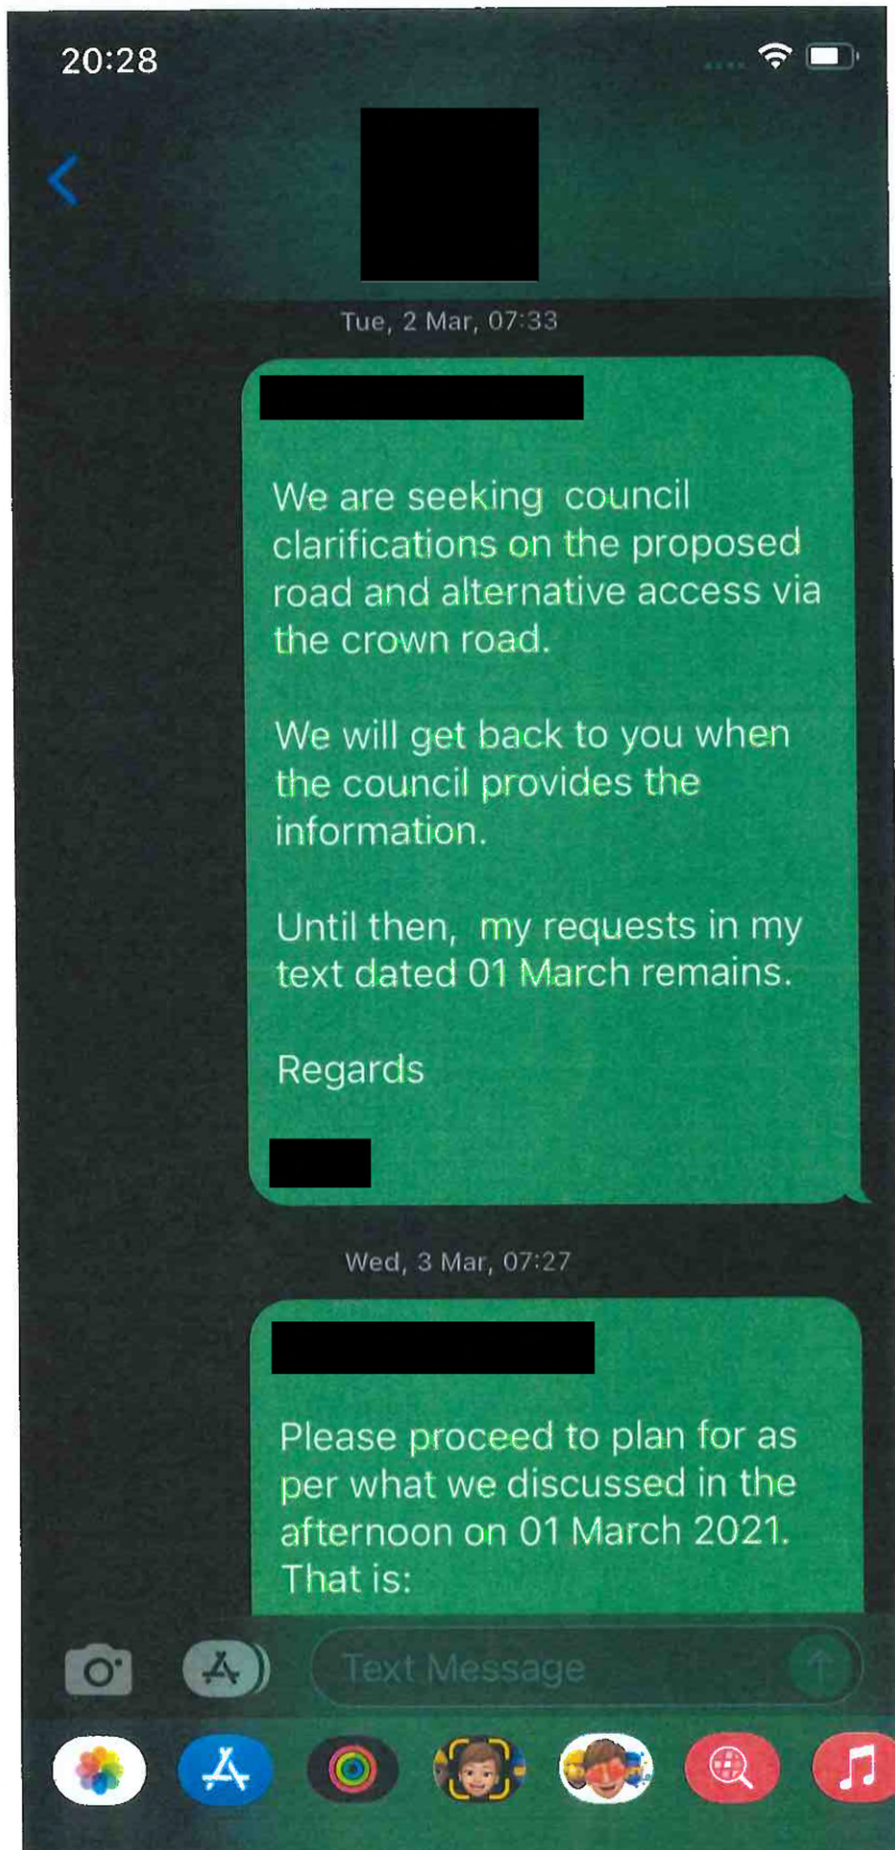 20:28
Tue, 2 Mar, 07:33
We are seeking  council
clarifications on the proposed
road and alternative access via
the crown road.
We will get back to you when
the council provides the
information.
Until then,  my requests in my
text dated 01 March remains.
Regards
Wed, 3 Mar, 07:27
Please proceed to plan for as
per what we discussed in the
afternoon on 01 March 2021.
That is:
Text Message